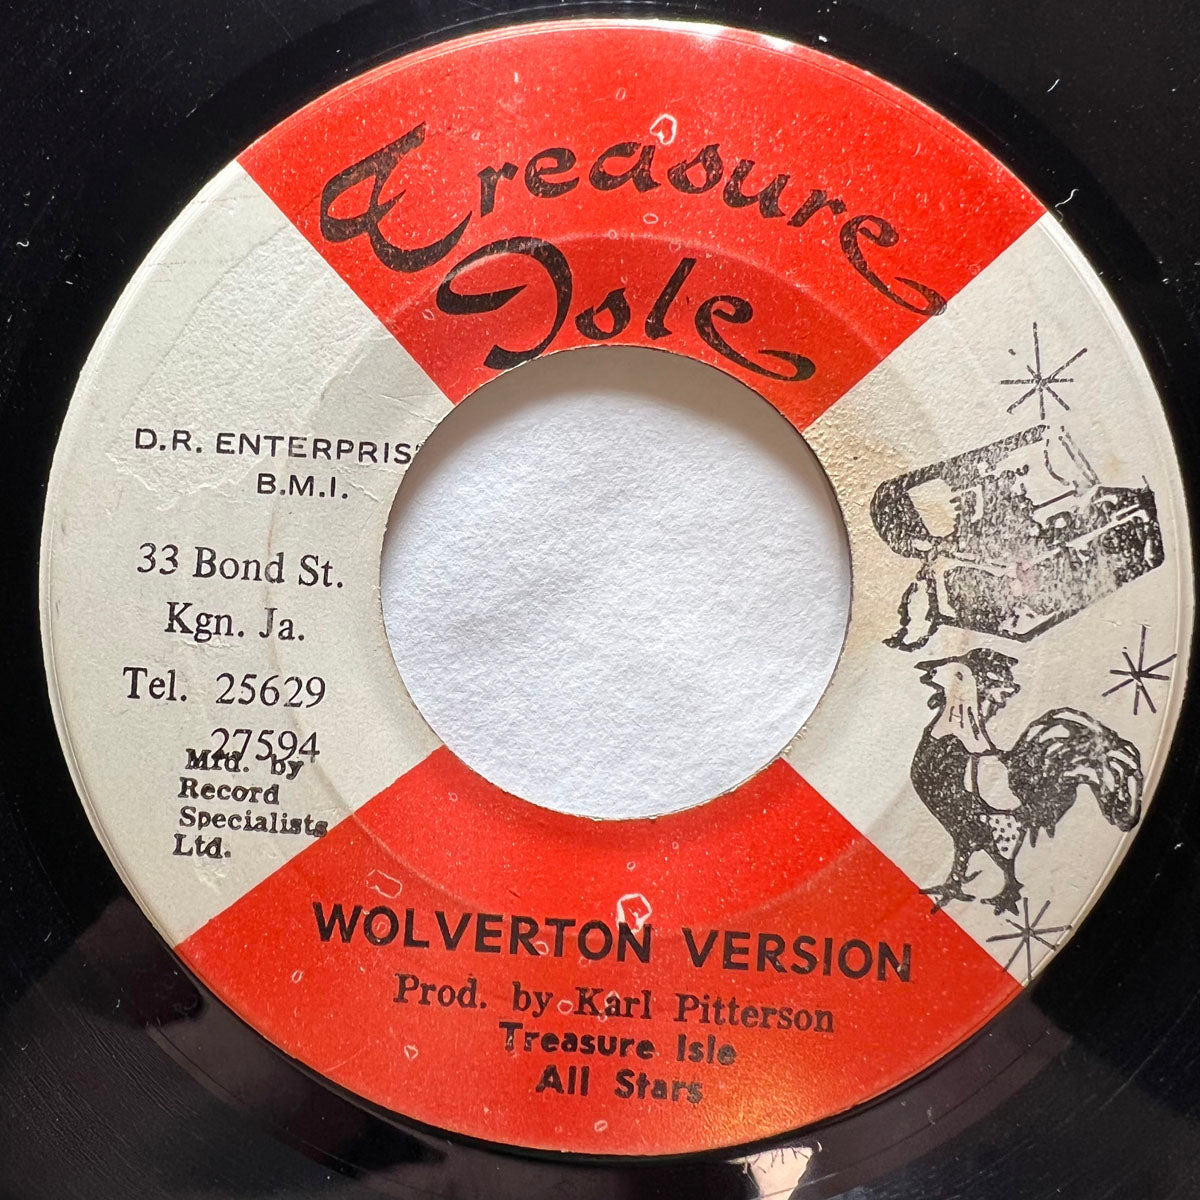 Treasure
Isle
D.R. ENTERPRIS
B.M.I.
33 Bond St.
Kgn. Ja.
Tel. 25629
27594
Mfd. by
Record
Specialists
Ltd.
WOLVERTON VERSION
Prod. by Karl Pitterson
Treasure Isle
All Stars